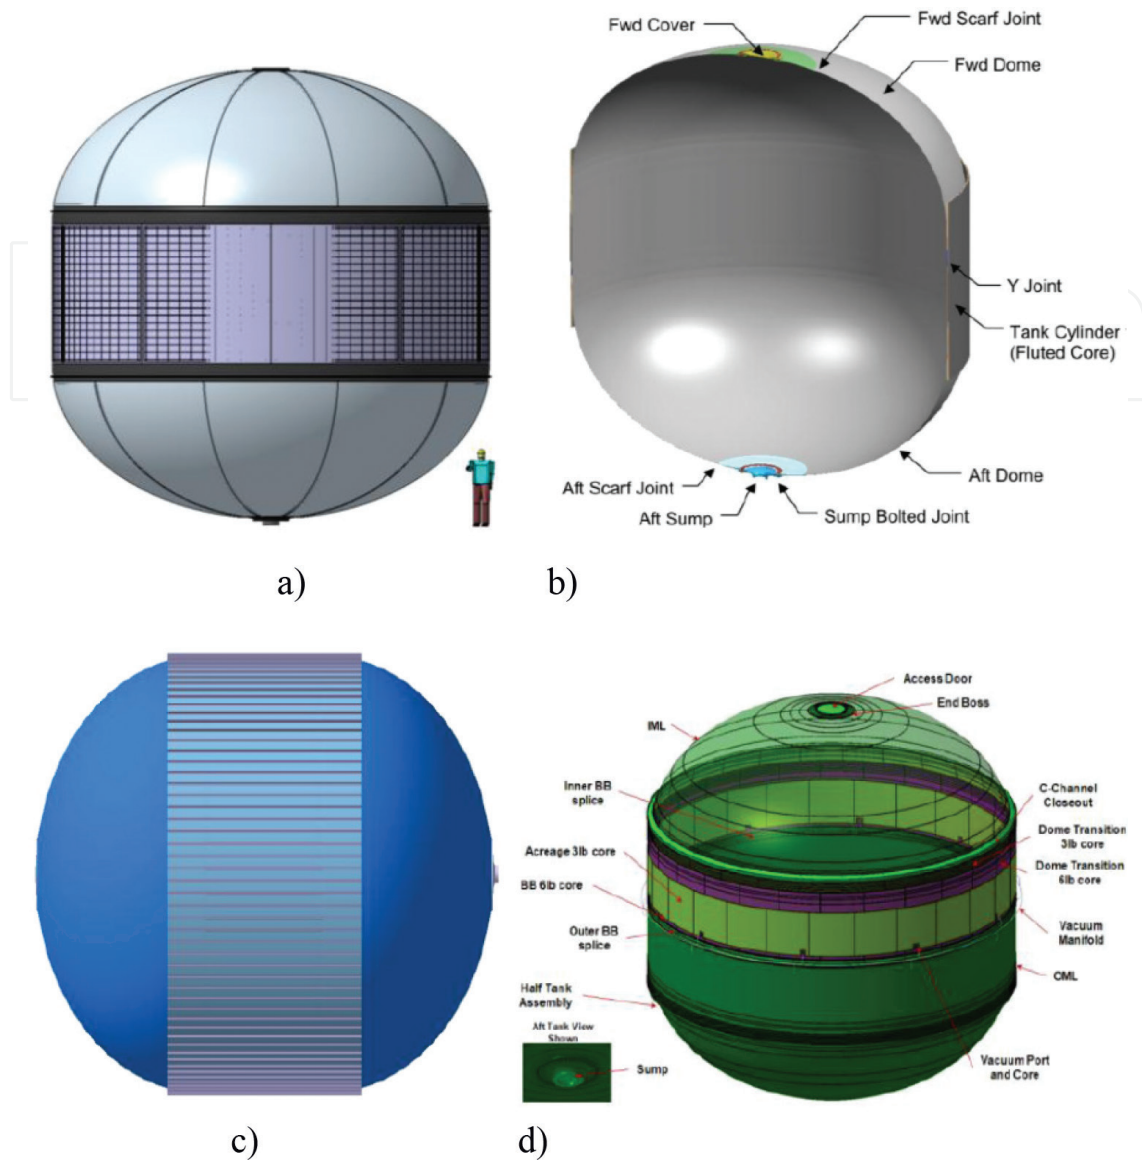 Fwd Cover
Fwd Scarf Joint
Fwd Dome
Y Joint
Tank Cylinder
(Fluted Core)
Aft Dome
Aft Scarf Joint
Aft Sump
Sump Bolted Joint
a)
b)
Access Door
End Boss
IML
C-Channel
Closeout
Inner BB
splice
Dome Transition
3lb core
Acreage 3lb core
Dome Transition
6lb core
BB 6lb core
Outer BB
splice
Vacuum
Manifold
OML
Half Tank
Assembly
Aft Tank View
Shown
Sump
Vacuum Port
and Core
c)
d)